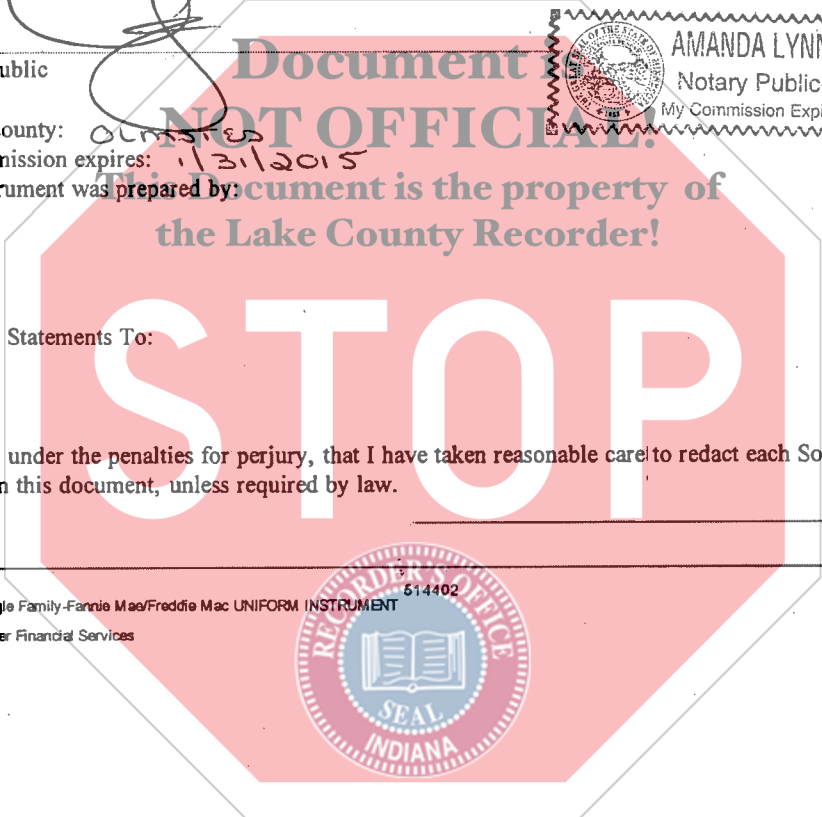 Document is
ublic
AMANDA LYNN
Notary Public
My Commission Expi
NOT OFFICIAL!
ounty: OLMSTED
mission expires: 1/31/2015
This Document is the property of
rument was prepared by:
the Lake County Recorder!
STOP
Statements To:
under the penalties for perjury, that I have taken reasonable care to redact each So
n this document, unless required by law.
514402
gle Family-Fannie Mae/Freddie Mac UNIFORM INSTRUMENT
er Financial Services
RECORDER'S OFFICE
SEAL
INDIANA